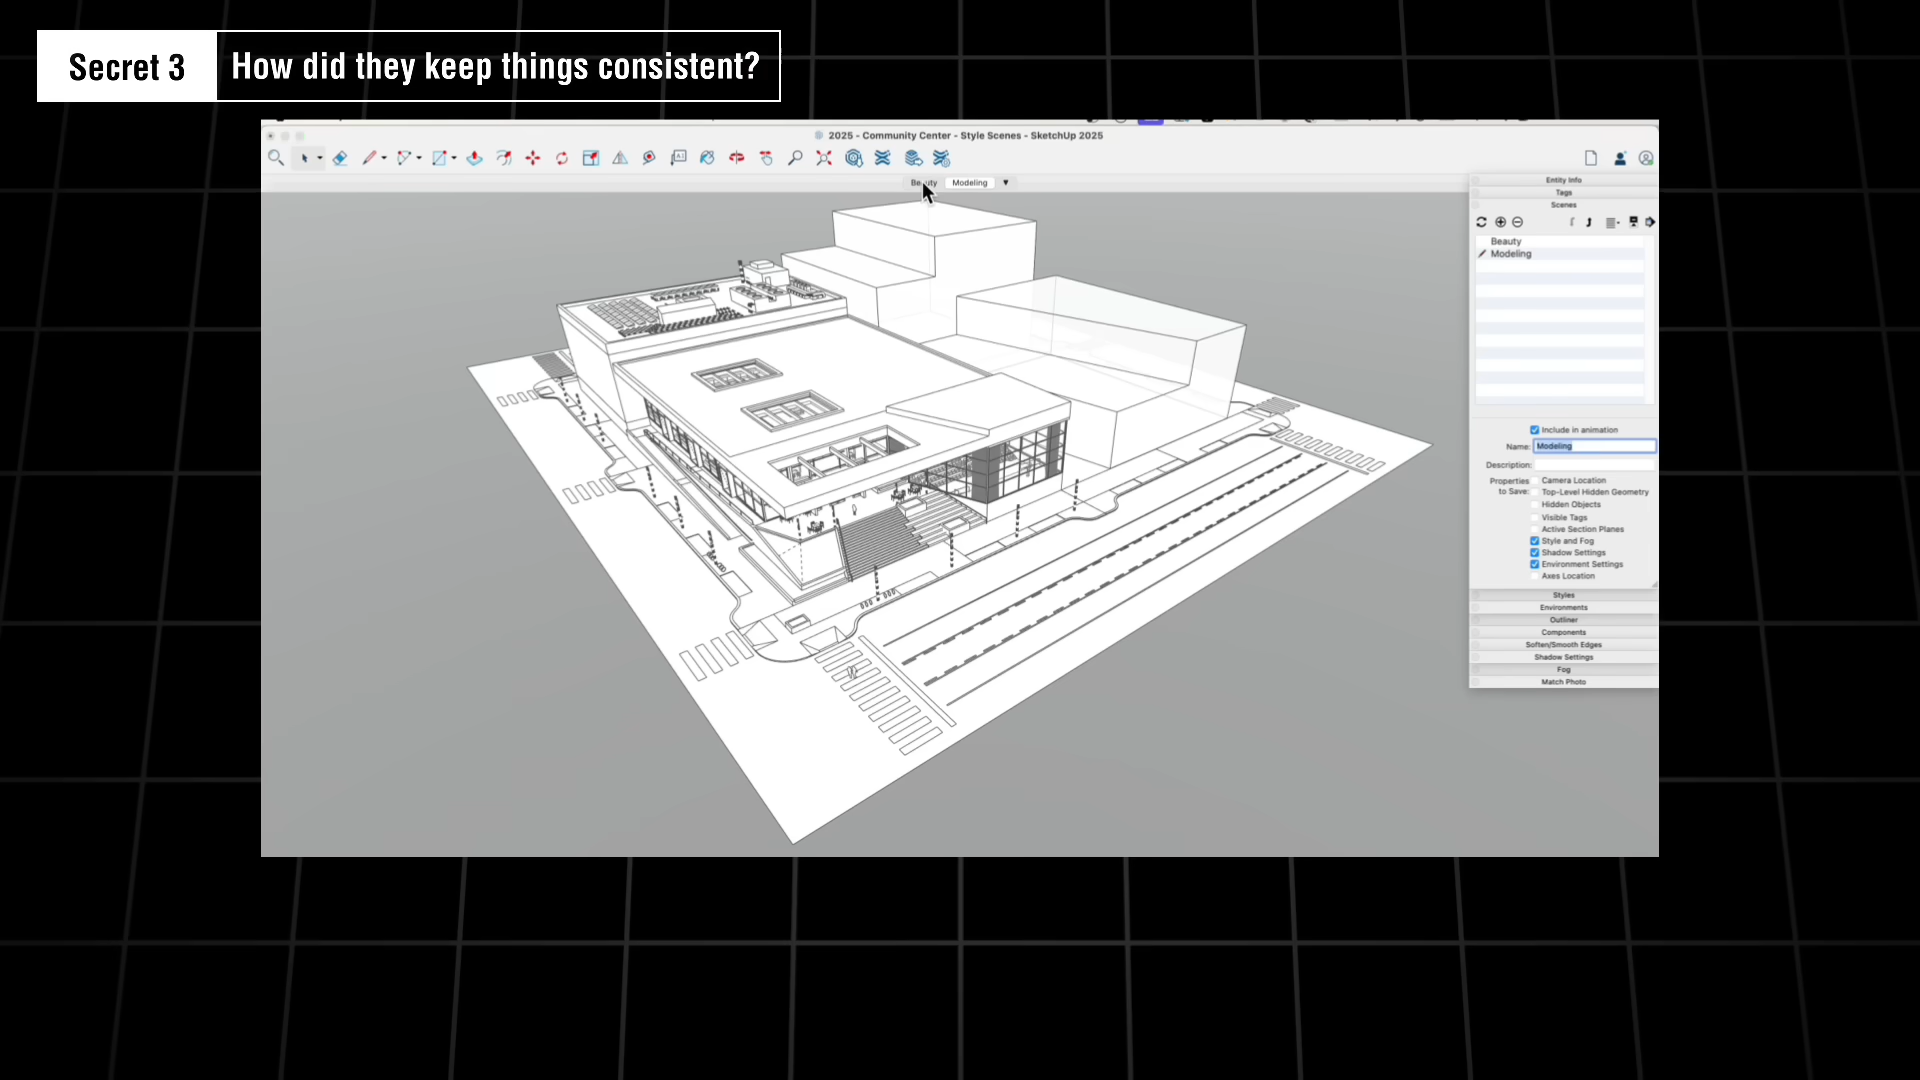 Secret 3
How did they keep things consistent?
2025 - Community Center - Style Scenes - SketchUp 2025
Beauty
Modeling
Entity Info
Tags
Scenes
Beauty
Modeling
Include in animation
Name: Modeling
Description:
Properties to Save:
Camera Location
Top-Level Hidden Geometry
Hidden Objects
Visible Tags
Active Section Planes
Style and Fog
Shadow Settings
Environment Settings
Axes Location
Styles
Environments
Outliner
Components
Soften/Smooth Edges
Shadow Settings
Fog
Match Photo